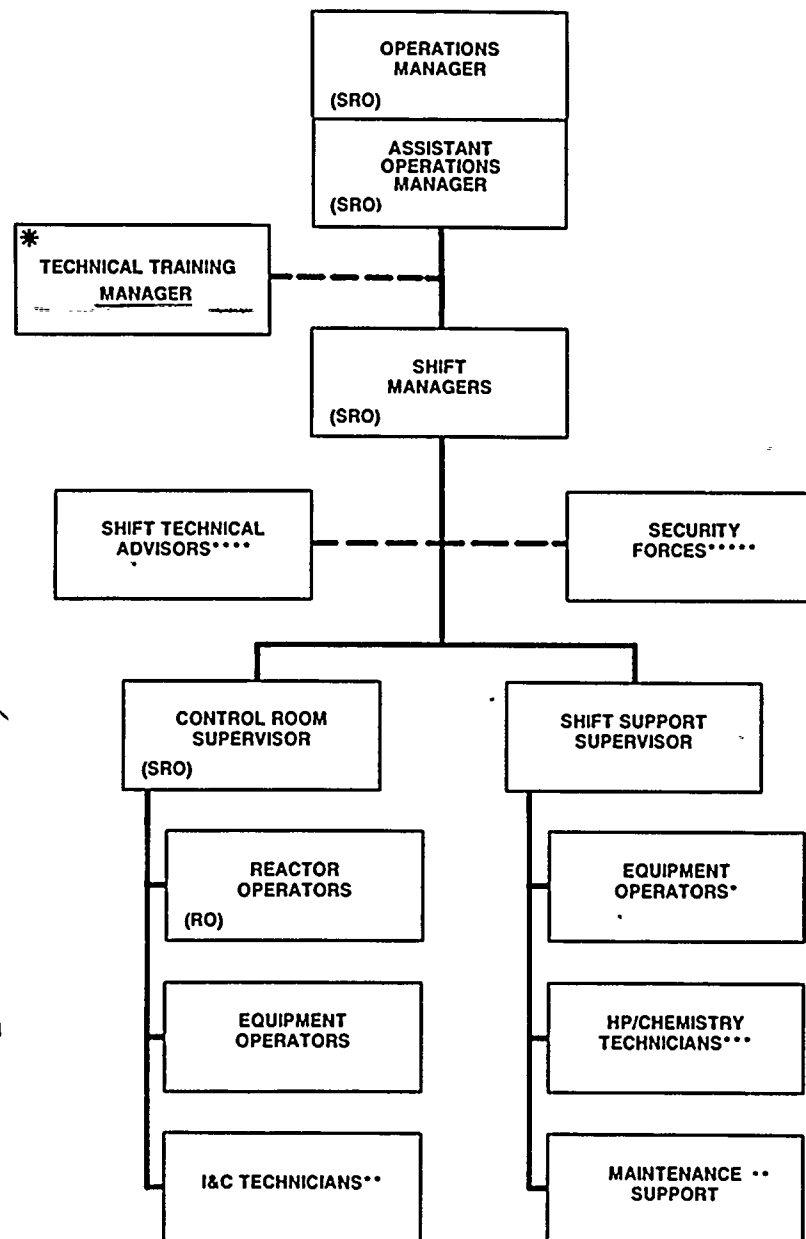 OPERATIONS
MANAGER
(SRO)
ASSISTANT
OPERATIONS
MANAGER
(SRO)
*
TECHNICAL TRAINING
MANAGER
SHIFT
MANAGERS
(SRO)
SHIFT TECHNICAL
ADVISORS****
SECURITY
FORCES*****
CONTROL ROOM
SUPERVISOR
(SRO)
SHIFT SUPPORT
SUPERVISOR
REACTOR
OPERATORS
(RO)
EQUIPMENT
OPERATORS*
EQUIPMENT
OPERATORS
HP/CHEMISTRY
TECHNICIANS***
I&C TECHNICIANS**
MAINTENANCE **
SUPPORT